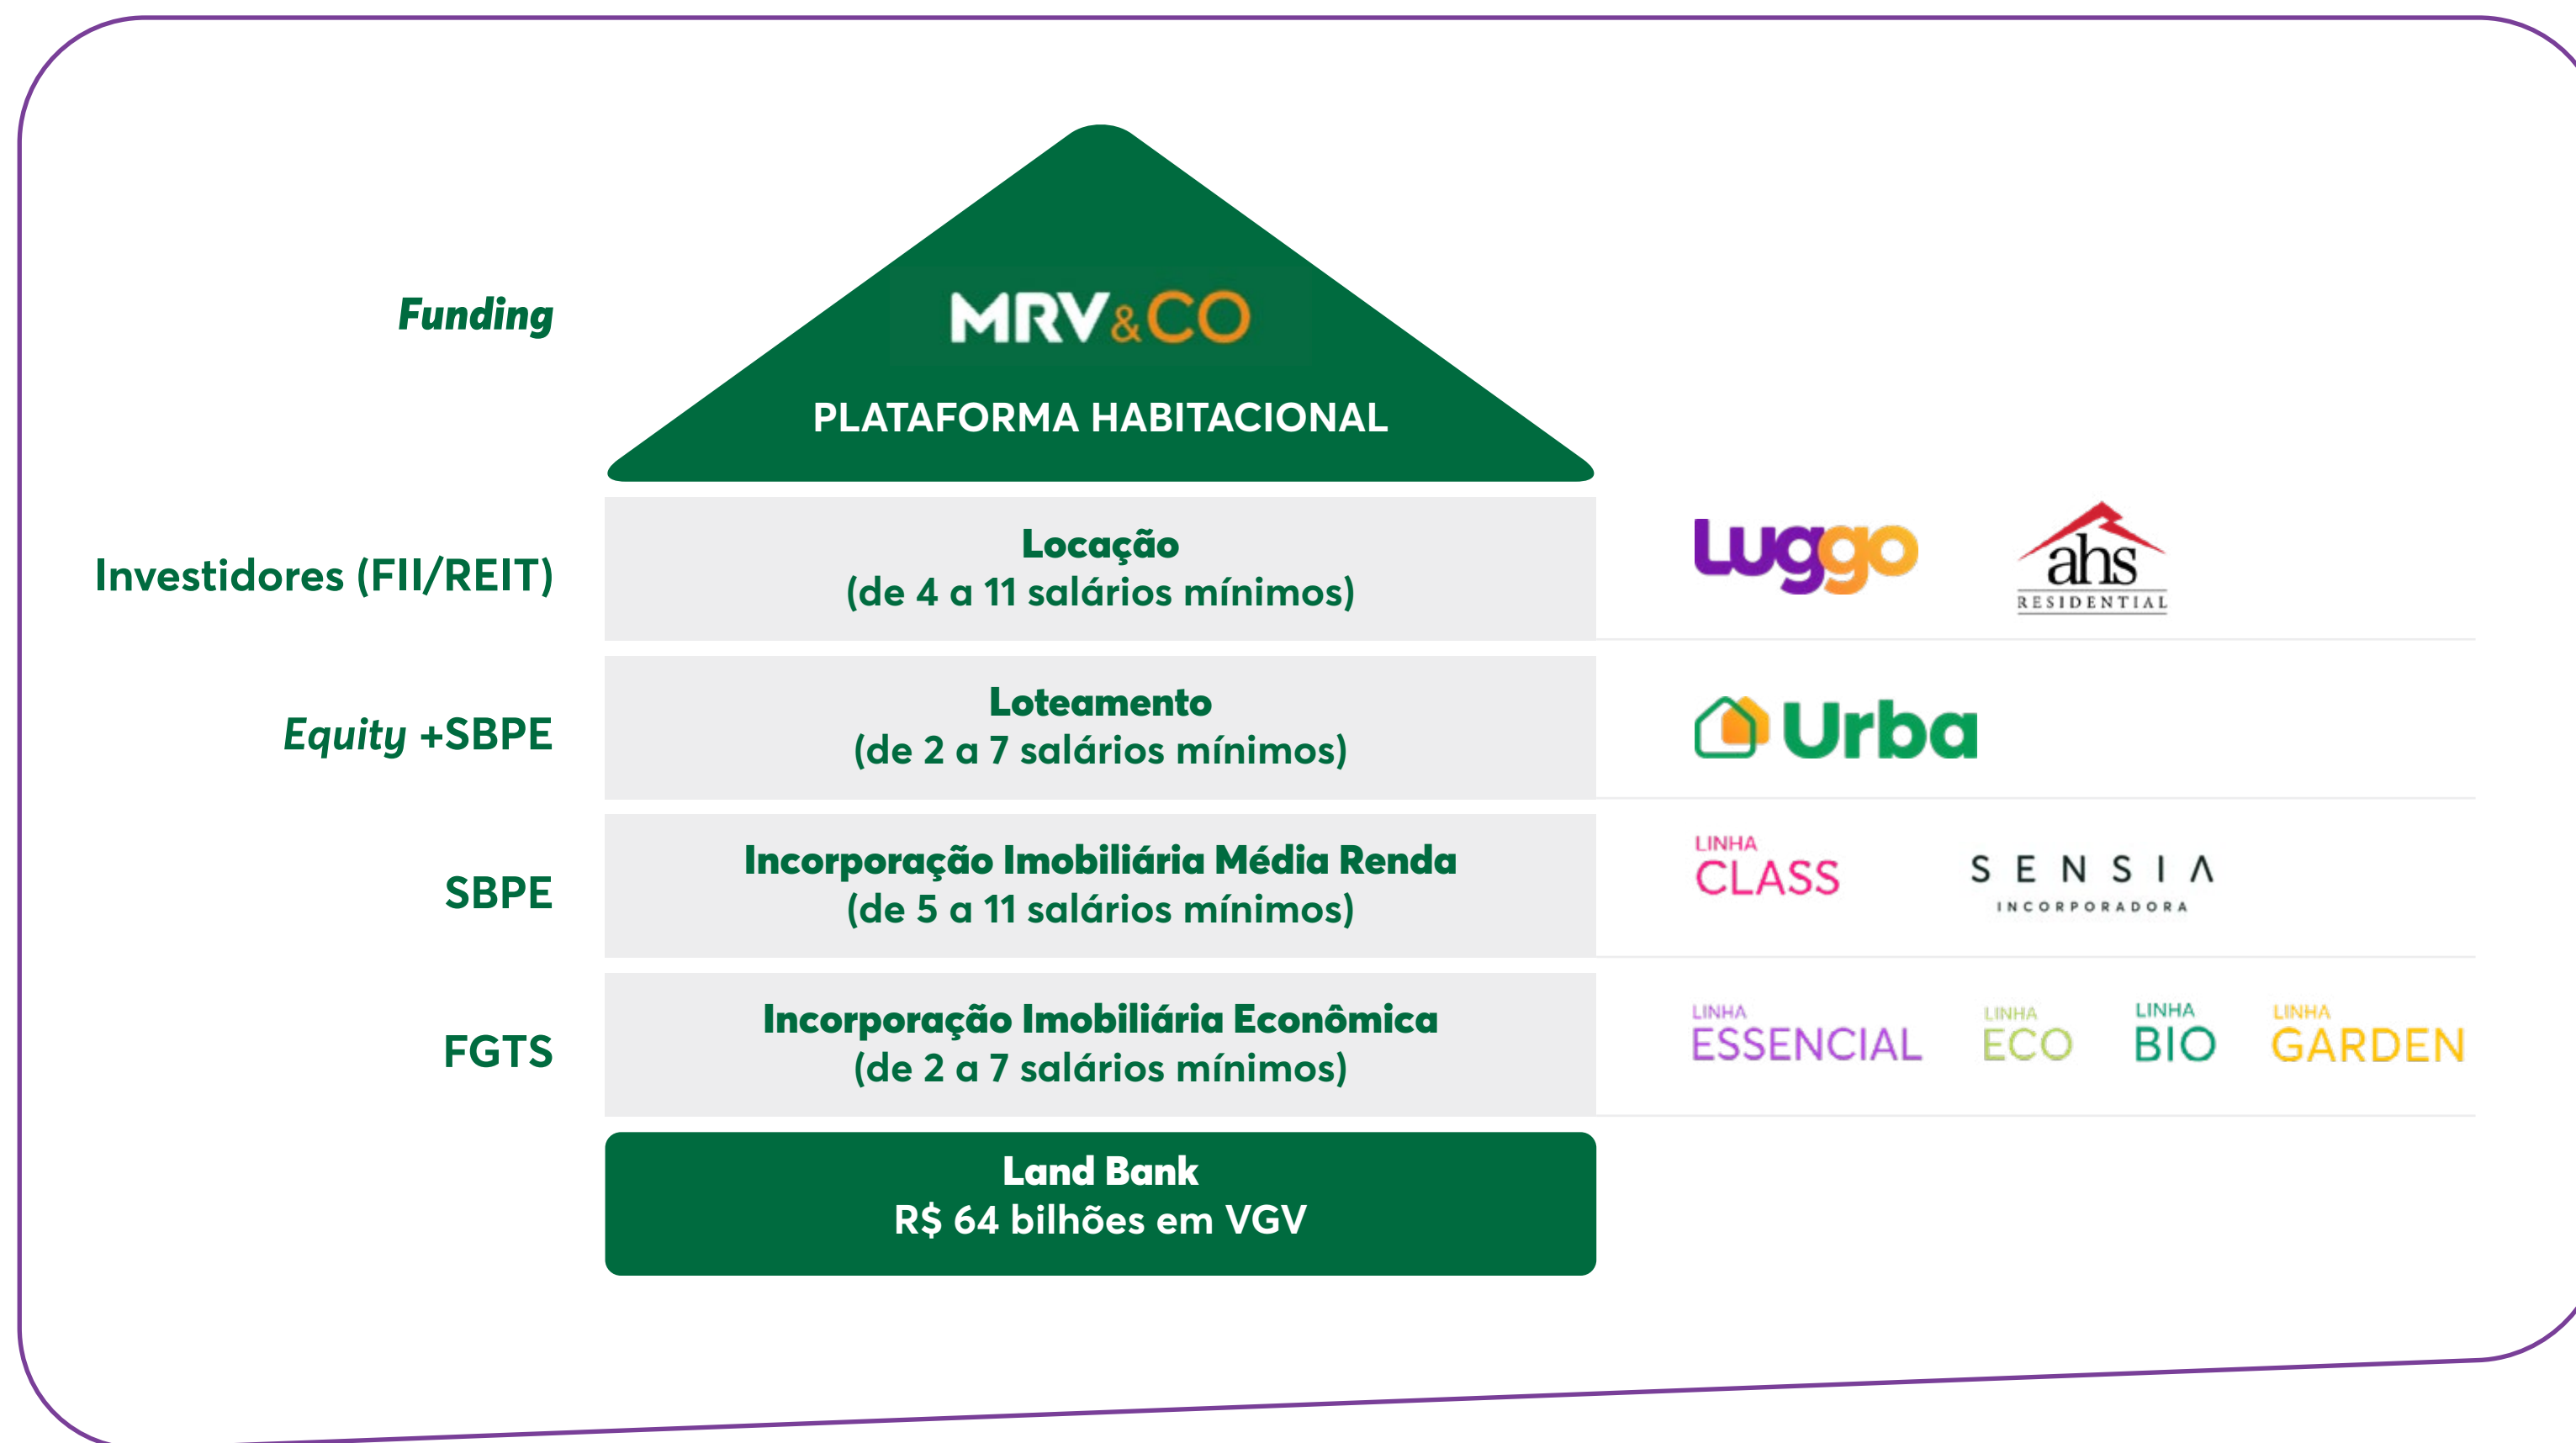 Funding
MRV&CO
PLATAFORMA HABITACIONAL
Investidores (FII/REIT)
Locação
(de 4 a 11 salários mínimos)
Luggo
ahs
RESIDENTIAL
Equity +SBPE
Loteamento
(de 2 a 7 salários mínimos)
Urba
SBPE
Incorporação Imobiliária Média Renda
(de 5 a 11 salários mínimos)
LINHA
CLASS
SENSIA
INCORPORADORA
FGTS
Incorporação Imobiliária Econômica
(de 2 a 7 salários mínimos)
LINHA
ESSENCIAL
LINHA
ECO
LINHA
BIO
LINHA
GARDEN
Land Bank
R$ 64 bilhões em VGV